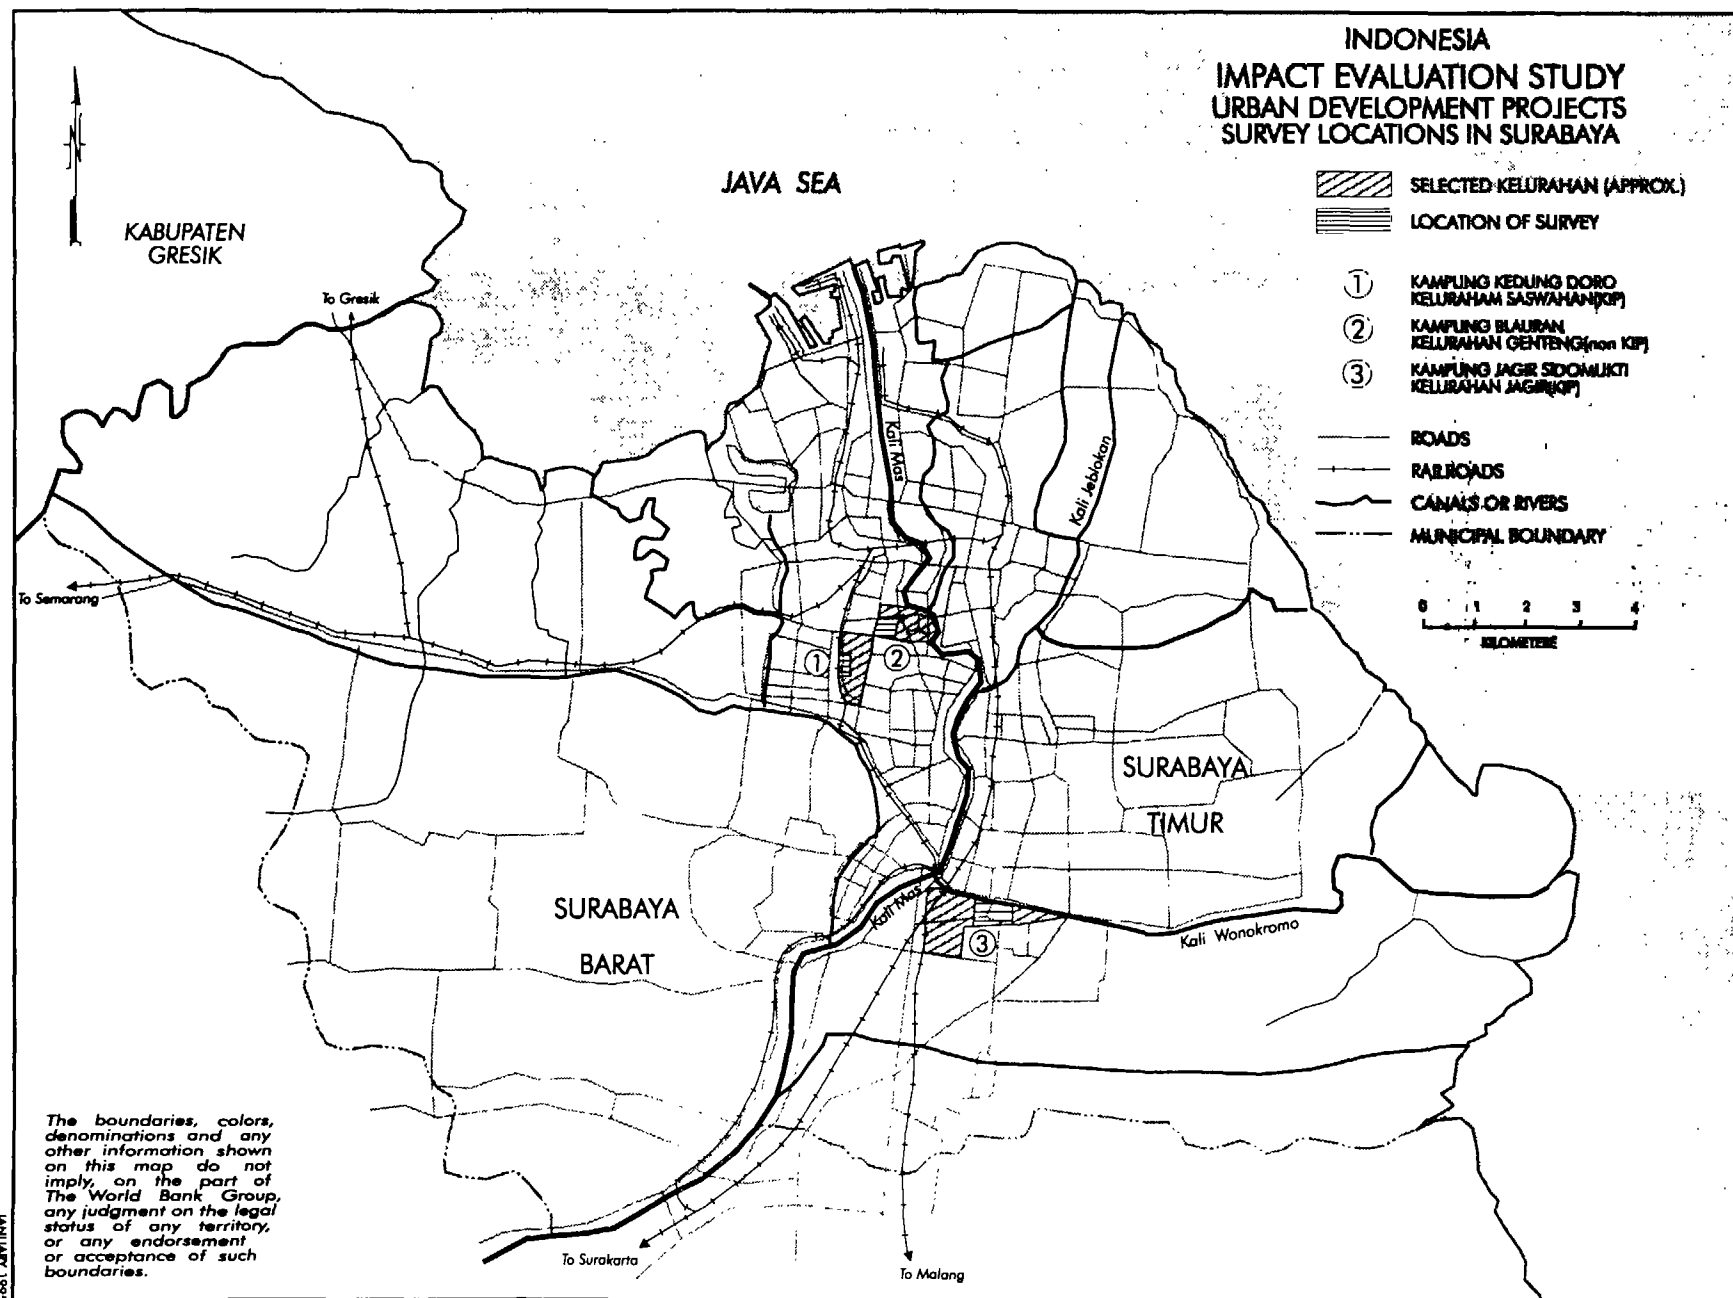 INDONESIA
IMPACT EVALUATION STUDY
URBAN DEVELOPMENT PROJECTS
SURVEY LOCATIONS IN SURABAYA
SELECTED KELURAHAN (APPROX.)
LOCATION OF SURVEY
1 KAMPUNG KEDUNG DORO
KELURAHAM SASWAHAN(KIP)
2 KAMPUNG BLAURAN
KELURAHAN GENTENG(non KIP)
3 KAMPUNG JAGIR SIDOMUKTI
KELURAHAN JAGIR(KIP)
ROADS
RAILROADS
CANALS OR RIVERS
MUNICIPAL BOUNDARY
0 1 2 3 4
KILOMETERS
N
JAVA SEA
KABUPATEN
GRESIK
To Gresik
Kali Mas
Kali Jeblokan
To Semarang
1
2
SURABAYA
TIMUR
SURABAYA
BARAT
Kali Mas
3
Kali Wonokromo
To Surakarta
To Malang
The boundaries, colors,
denominations and any
other information shown
on this map do not
imply, on the part of
The World Bank Group,
any judgment on the legal
status of any territory,
or any endorsement
or acceptance of such
boundaries.
JANUARY